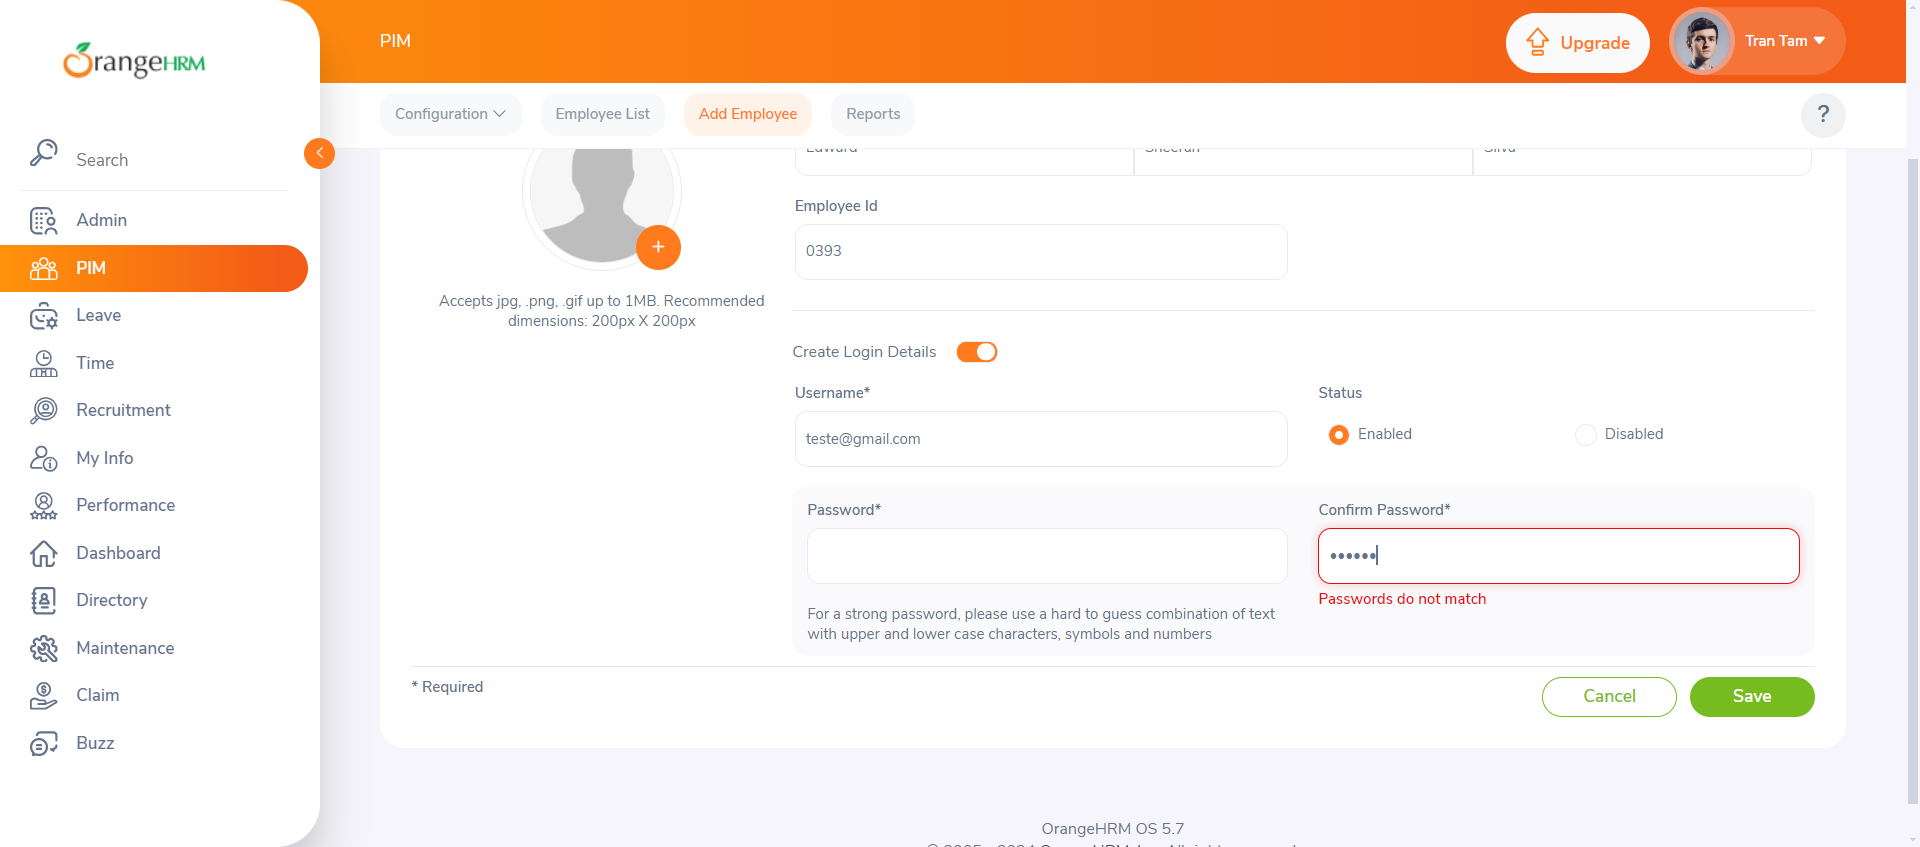 OrangeHRM
PIM
Upgrade
Tran Tam
Configuration
Employee List
Add Employee
Reports
?
Search
Admin
PIM
Leave
Time
Recruitment
My Info
Performance
Dashboard
Directory
Maintenance
Claim
Buzz
Edward
Sheeran
Silva
Employee Id
0393
Accepts jpg, .png, .gif up to 1MB. Recommended
dimensions: 200px X 200px
Create Login Details
Username*
Status
teste@gmail.com
Enabled
Disabled
Password*
Confirm Password*
••••••
Passwords do not match
For a strong password, please use a hard to guess combination of text
with upper and lower case characters, symbols and numbers
* Required
Cancel
Save
OrangeHRM OS 5.7